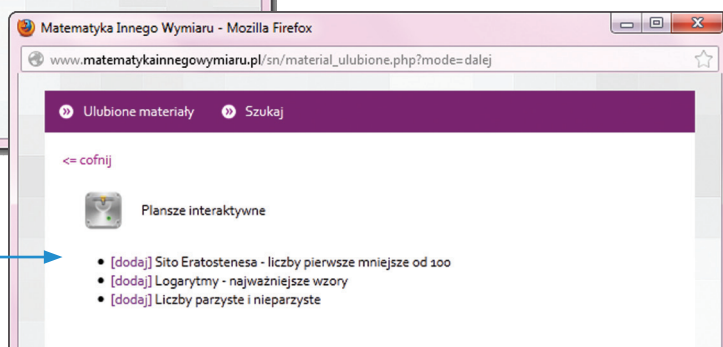 Matematyka Innego Wymiaru - Mozilla Firefox
www.matematykainnegowymiaru.pl/sn/material_ulubione.php?mode=dalej
Ulubione materiały Szukaj
<= cofnij
Plansze interaktywne
[dodaj] Sito Eratostenesa - liczby pierwsze mniejsze od 100
[dodaj] Logarytmy - najważniejsze wzory
[dodaj] Liczby parzyste i nieparzyste